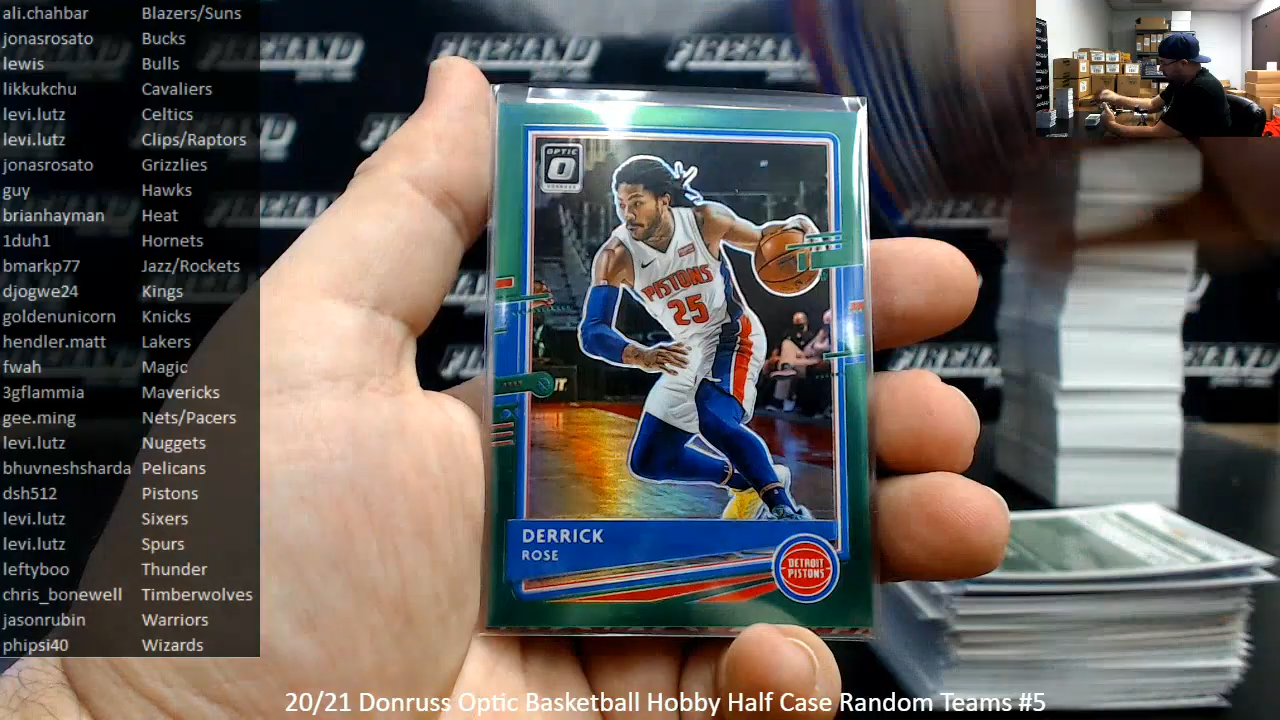 ali.chahbar Blazers/Suns
jonasrosato Bucks
lewis Bulls
likkukchu Cavaliers
levi.lutz Celtics
levi.lutz Clips/Raptors
jonasrosato Grizzlies
guy Hawks
brianhayman Heat
1duh1 Hornets
bmarkp77 Jazz/Rockets
djogwe24 Kings
goldenunicorn Knicks
hendler.matt Lakers
fwah Magic
3gflammia Mavericks
gee.ming Nets/Pacers
levi.lutz Nuggets
bhuvneshsharda Pelicans
dsh512 Pistons
levi.lutz Sixers
levi.lutz Spurs
leftyboo Thunder
chris_bonewell Timberwolves
jasonrubin Warriors
phipsi40 Wizards
FIREHAND
OPTIC
DONRUSS
PISTONS
25
DERRICK
ROSE
DETROIT
PISTONS
20/21 Donruss Optic Basketball Hobby Half Case Random Teams #5